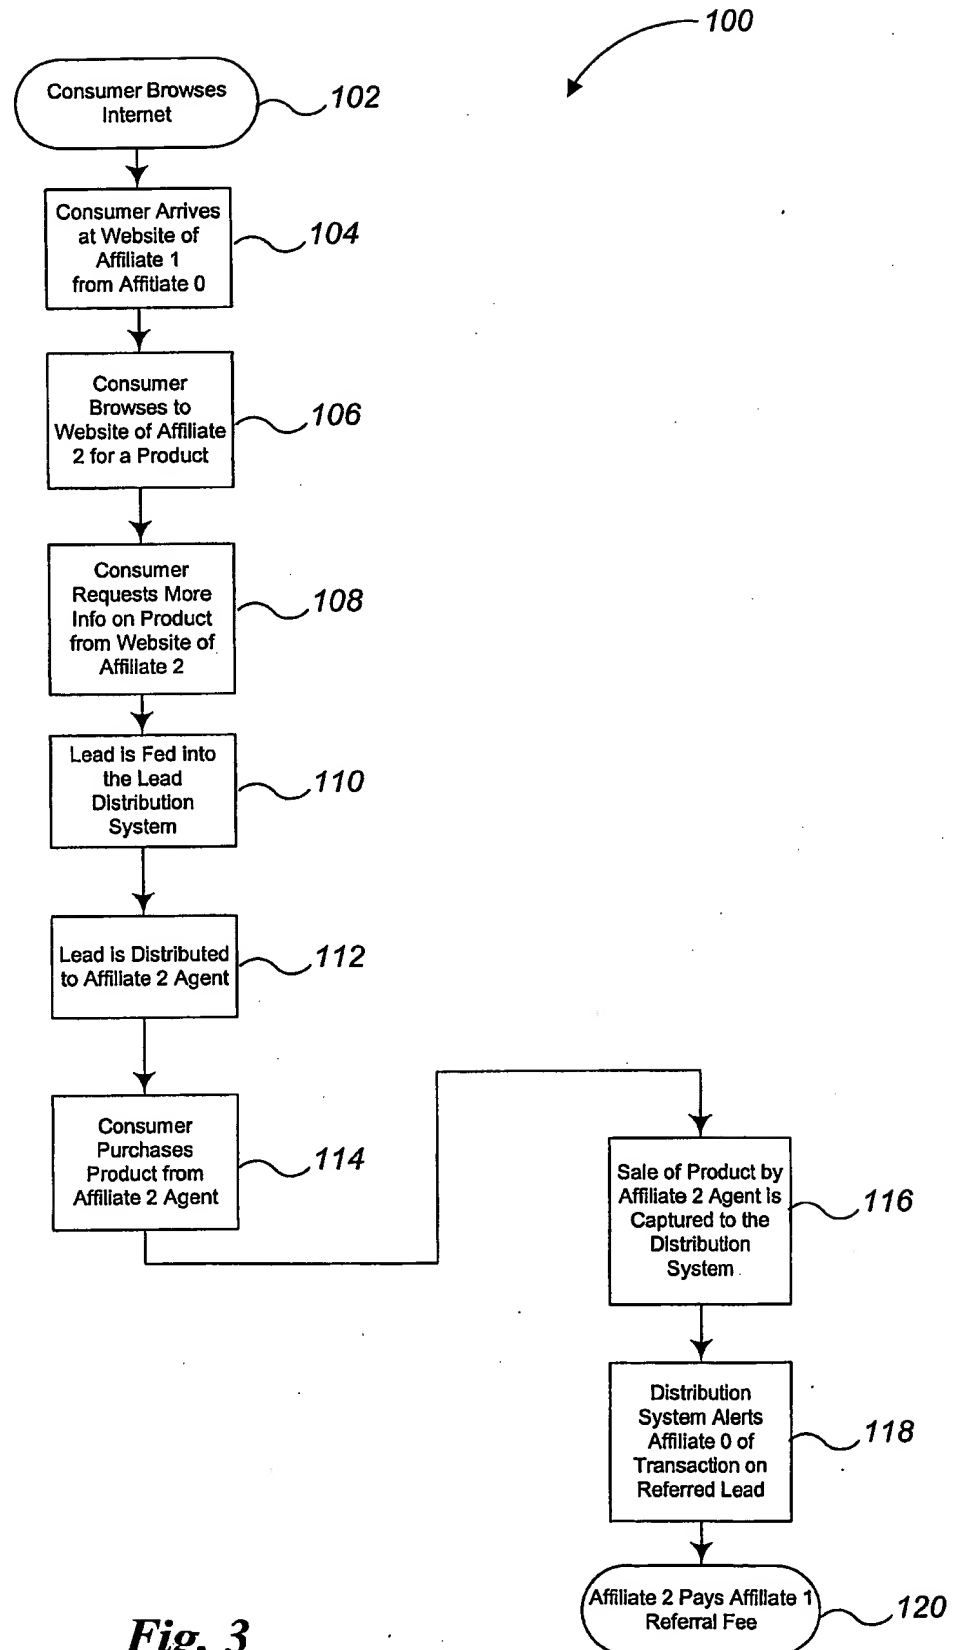 100
Consumer Browses
Internet
102
Consumer Arrives
at Website of
Affiliate 1
from Affiliate 0
104
Consumer
Browses to
Website of Affiliate
2 for a Product
106
Consumer
Requests More
Info on Product
from Website of
Affiliate 2
108
Lead is Fed into
the Lead
Distribution
System
110
Lead is Distributed
to Affiliate 2 Agent
112
Consumer
Purchases
Product from
Affiliate 2 Agent
114
Sale of Product by
Affiliate 2 Agent is
Captured to the
Distribution
System
116
Distribution
System Alerts
Affiliate 0 of
Transaction on
Referred Lead
118
Affiliate 2 Pays Affiliate 1
Referral Fee
120
Fig. 3